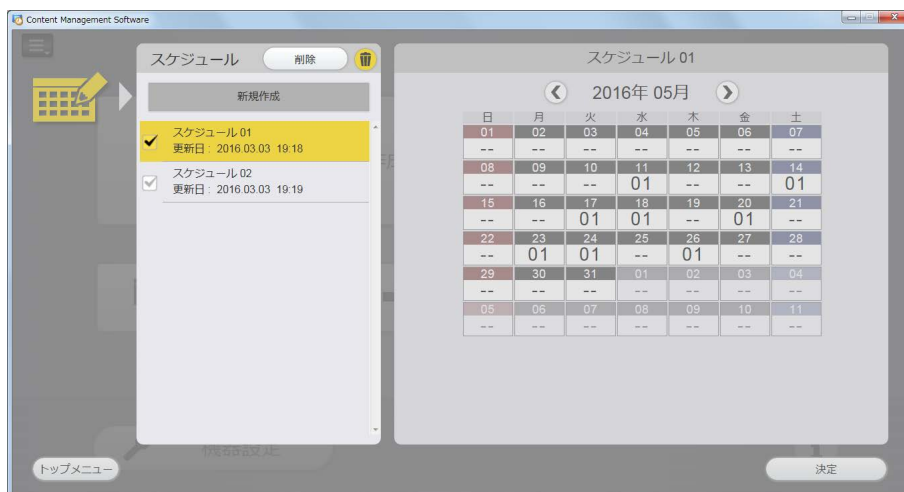 Content Management Software
スケジュール 削除
新規作成
スケジュール 01
更新日 : 2016.03.03 19:18
スケジュール 02
更新日 : 2016.03.03 19:19
スケジュール 01
2016年 05月
日 月 火 水 木 金 土
01 02 03 04 05 06 07
-- -- -- -- -- -- --
08 09 10 11 12 13 14
-- -- -- 01 -- -- 01
15 16 17 18 19 20 21
-- -- 01 01 -- 01 --
22 23 24 25 26 27 28
-- 01 01 -- 01 -- --
29 30 31 01 02 03 04
-- -- -- -- -- -- --
05 06 07 08 09 10 11
-- -- -- -- -- -- --
機器設定
トップメニュー
決定